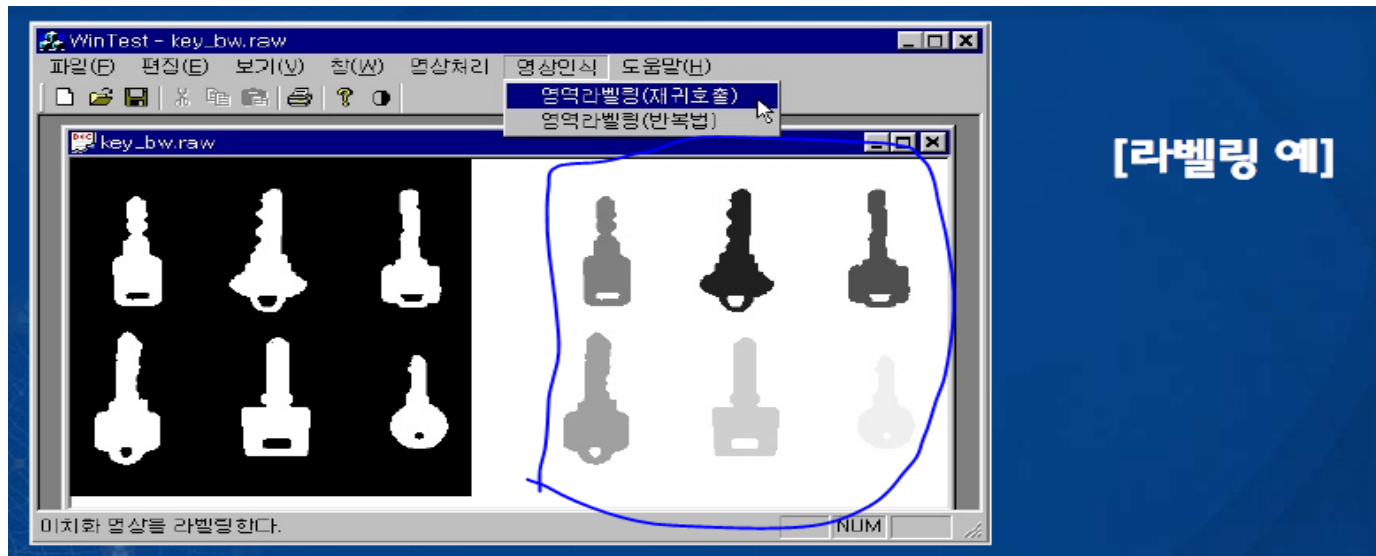 WinTest - key_bw.raw
파일(F) 편집(E) 보기(V) 창(W) 영상처리 영상인식 도움말(H)
영역라벨링(재귀호출)
영역라벨링(반복법)
key_bw.raw
[라벨링 예]
이치화 영상을 라벨링한다.
NUM